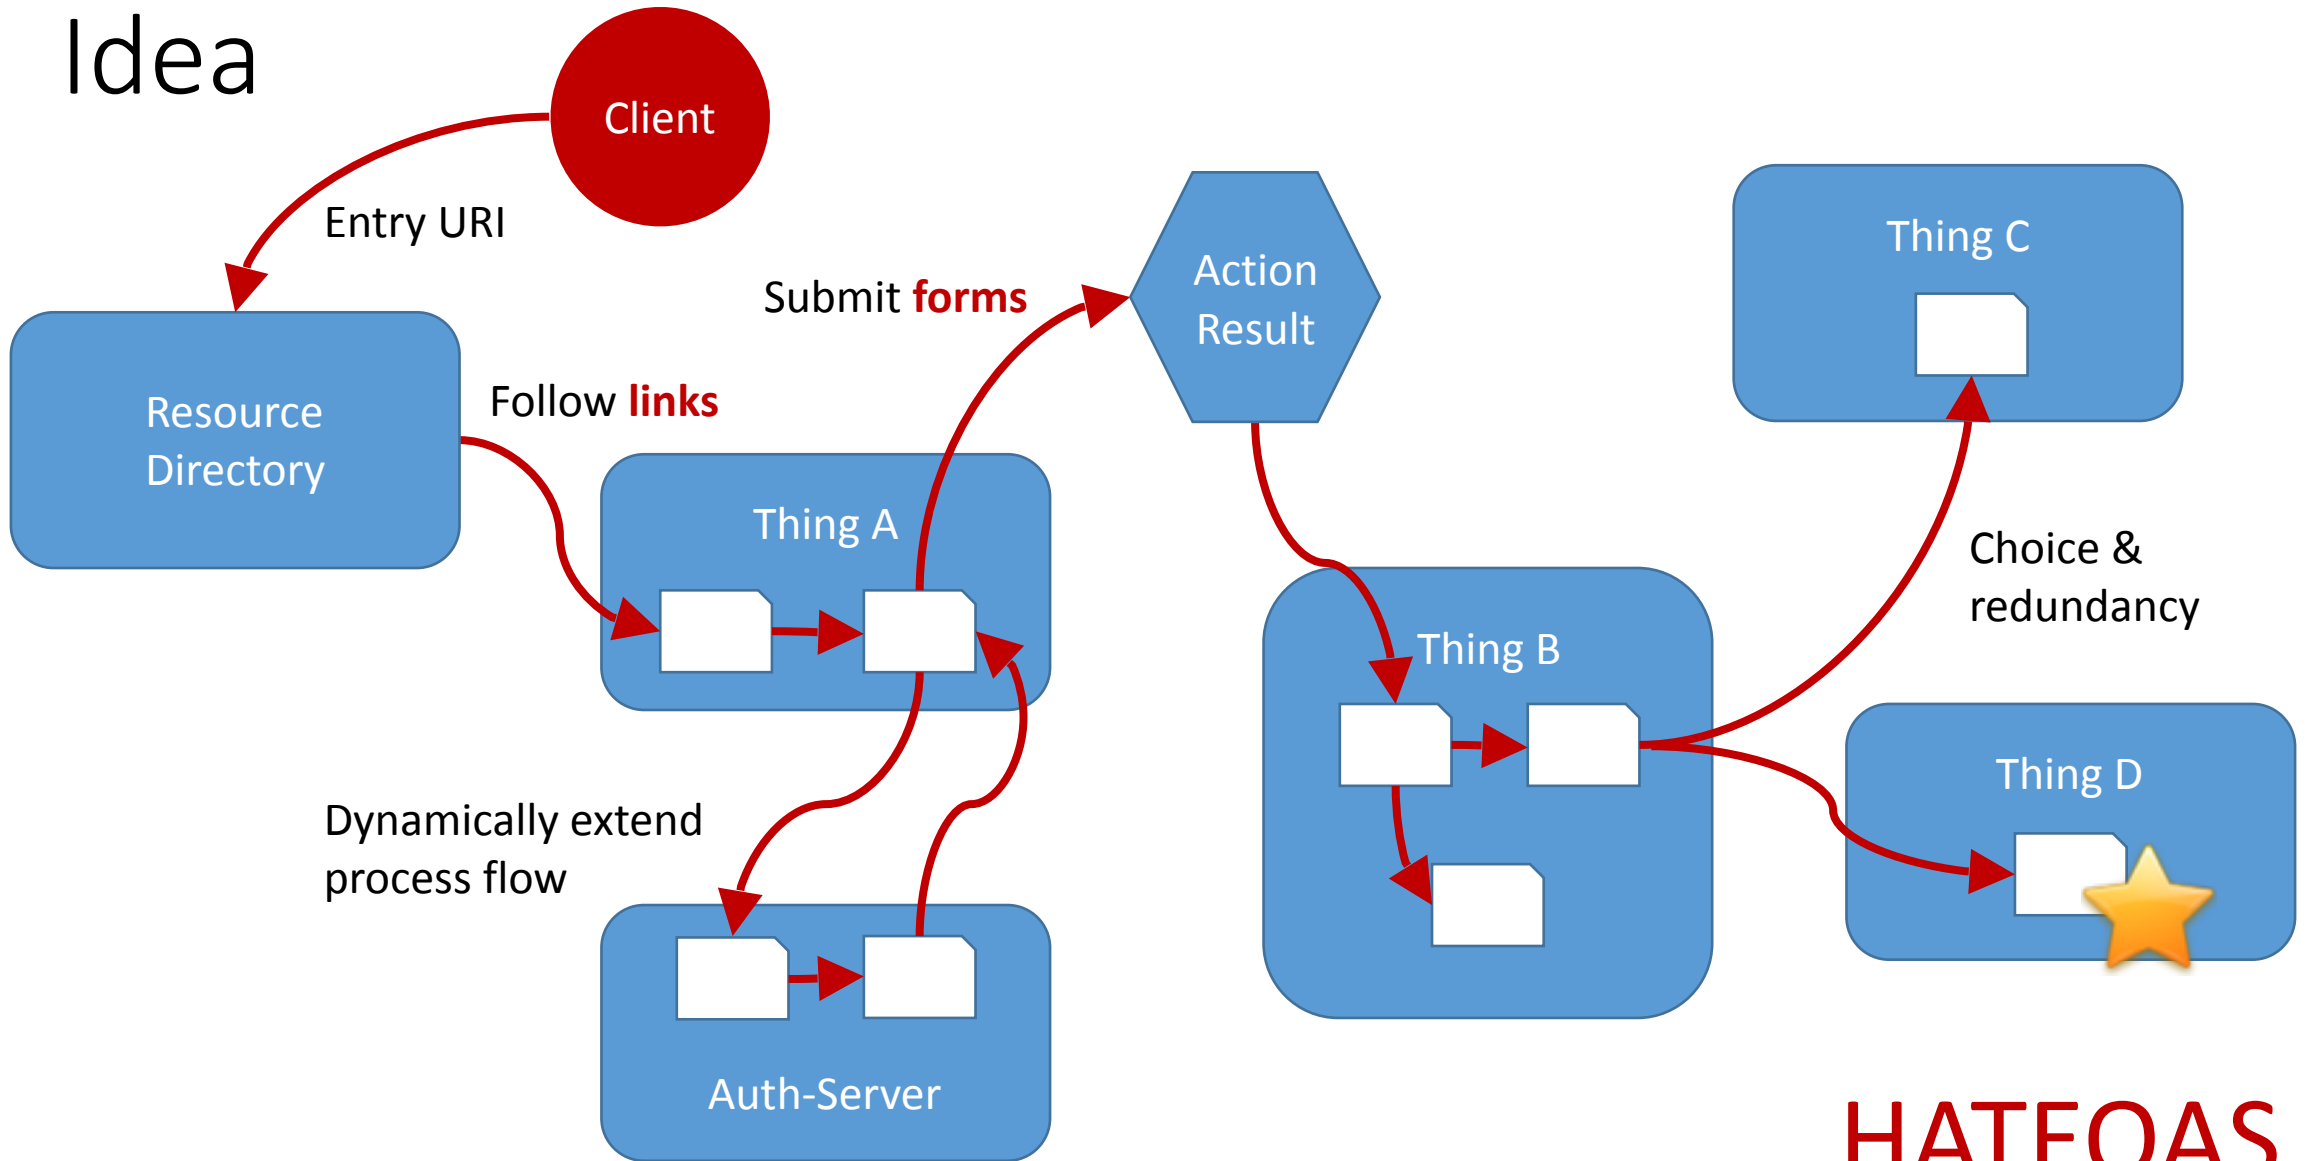 Idea
Client
Entry URI
Resource
Directory
Follow links
Submit forms
Action
Result
Thing A
Thing C
Choice &
redundancy
Thing B
Thing D
Dynamically extend
process flow
Auth-Server
HATEOAS